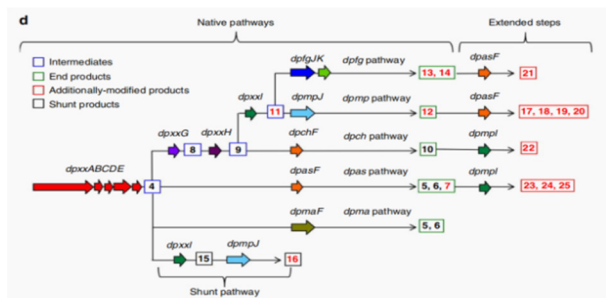 d
Native pathways
Extended steps
Intermediates
End products
Additionally-modified products
Shunt products
dpfgJK
dpfg pathway
13, 14
dpasF
21
dpxxI
11
dpmpJ
dpmp pathway
12
dpasF
17, 18, 19, 20
dpxxG
8
dpxxH
9
dpchF
dpch pathway
10
dpmpI
22
dpxxABCDE
4
dpasF
dpas pathway
5, 6, 7
dpmpI
23, 24, 25
dpmaF
dpma pathway
5, 6
dpxxI
15
dpmpJ
16
Shunt pathway